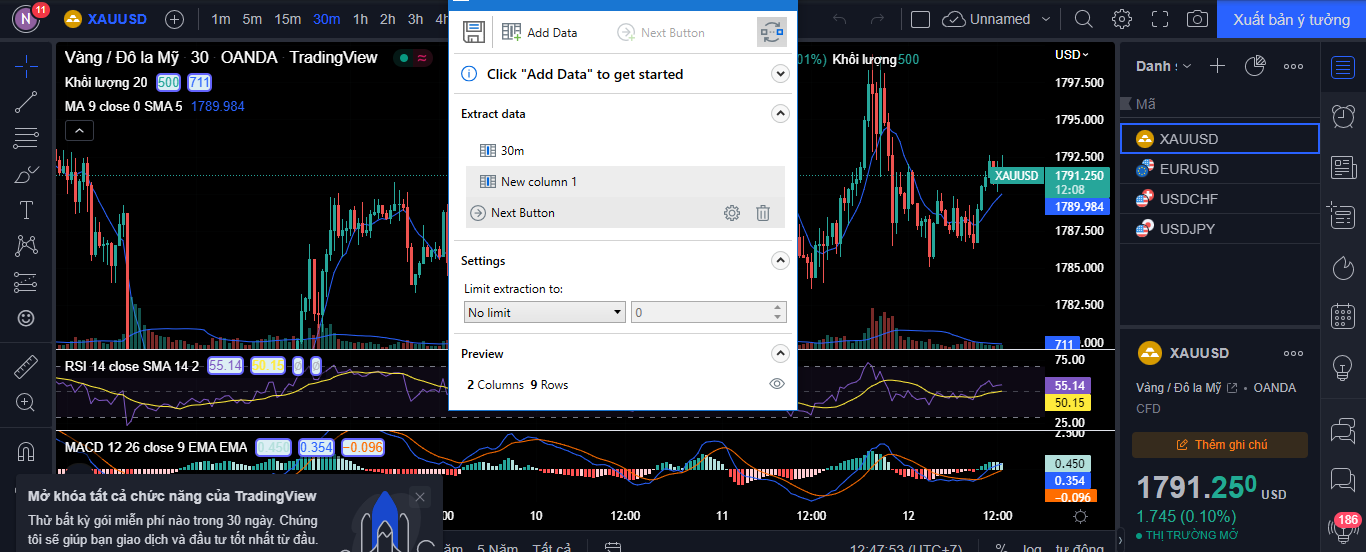 N 11 XAUUSD 1m 5m 15m 30m 1h 2h 3h 4h
Unnamed Xuất bản ý tưởng
Vàng / Đô la Mỹ · 30 · OANDA · TradingView
Khối lượng 20 500 711
MA 9 close 0 SMA 5 1789.984
Add Data Next Button
Click "Add Data" to get started
Extract data
30m
New column 1
Next Button
Settings
Limit extraction to:
No limit 0
Preview
2 Columns 9 Rows
01%) Khối lượng500
USD
1797.500
1795.000
1792.500
XAUUSD 1791.250
12:08
1789.984
1787.500
1785.000
1782.500
711 .000
RSI 14 close SMA 14 2 55.14 50.15 ∅ ∅
75.00
55.14
50.15
25.00
MACD 12 26 close 9 EMA EMA 0.450 0.354 −0.096
2.500
0.450
0.354
−0.096
:00 10 12:00 11 12:00 12 12:00
Mở khóa tất cả chức năng của TradingView
Thử bất kỳ gói miễn phí nào trong 30 ngày. Chúng
tôi sẽ giúp bạn giao dịch và đầu tư tốt nhất từ đầu.
5 Năm Tất cả 12:47:53 (UTC+7) % log tự động
Mã
XAUUSD
EURUSD
USDCHF
USDJPY
XAUUSD
Vàng / Đô la Mỹ • OANDA
CFD
Thêm ghi chú
1791.250 USD
1.745 (0.10%)
THỊ TRƯỜNG MỞ
186